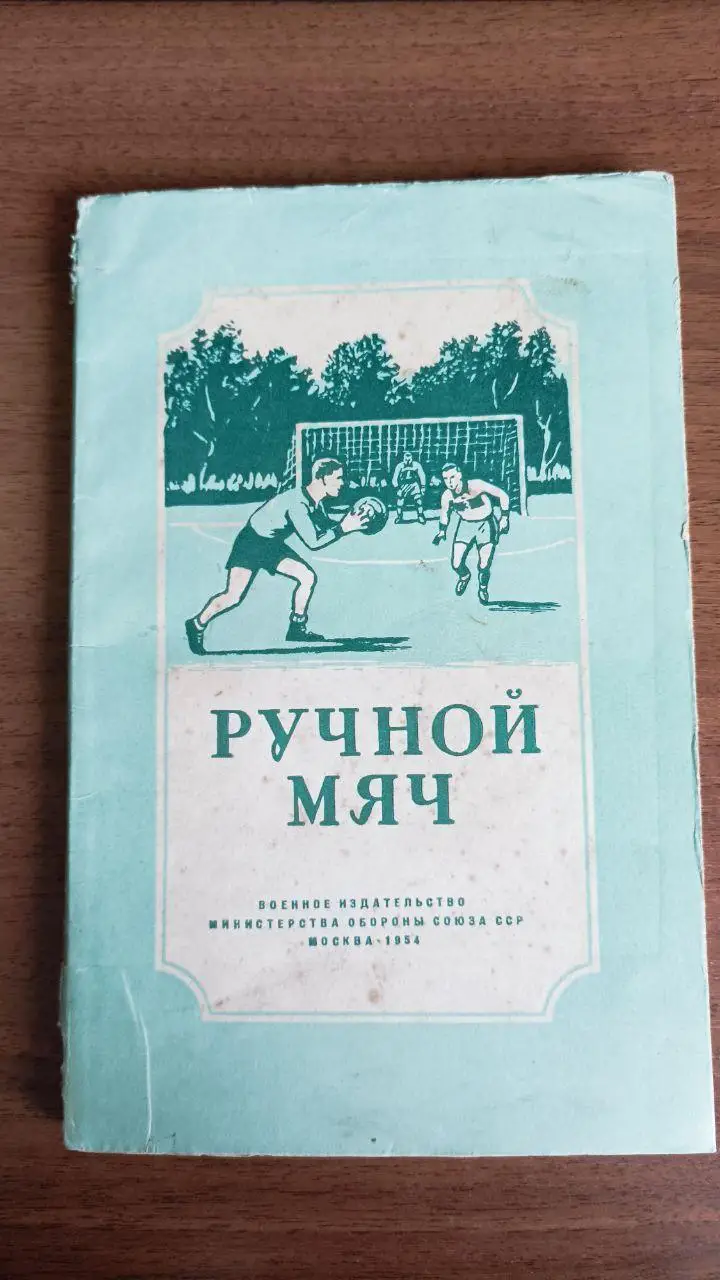 РУЧНОЙ
МЯЧ
ВОЕННОЕ ИЗДАТЕЛЬСТВО
МИНИСТЕРСТВА ОБОРОНЫ СОЮЗА ССР
МОСКВА-1954